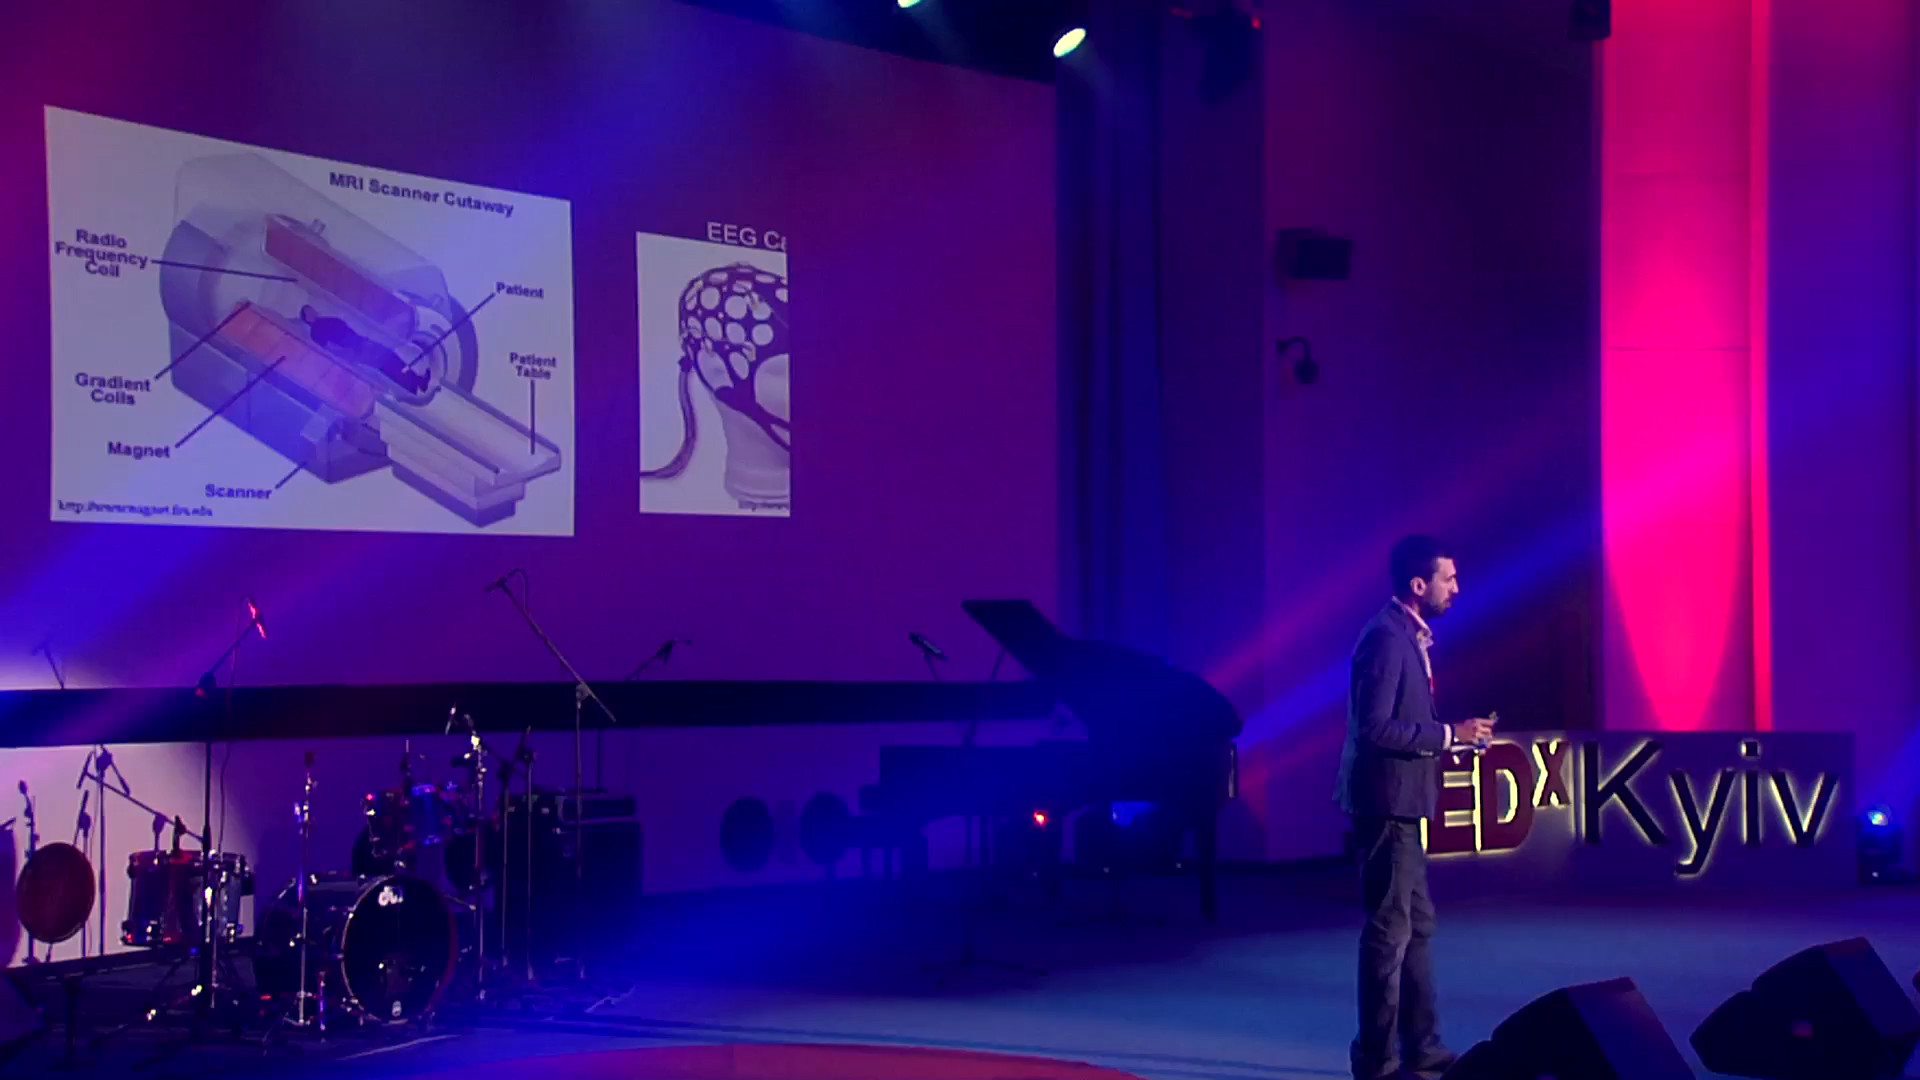 MRI Scanner Cutaway
Radio
Frequency
Coil
Patient
Patient
Table
Gradient
Coils
Magnet
Scanner
EEG
EDxKyiv